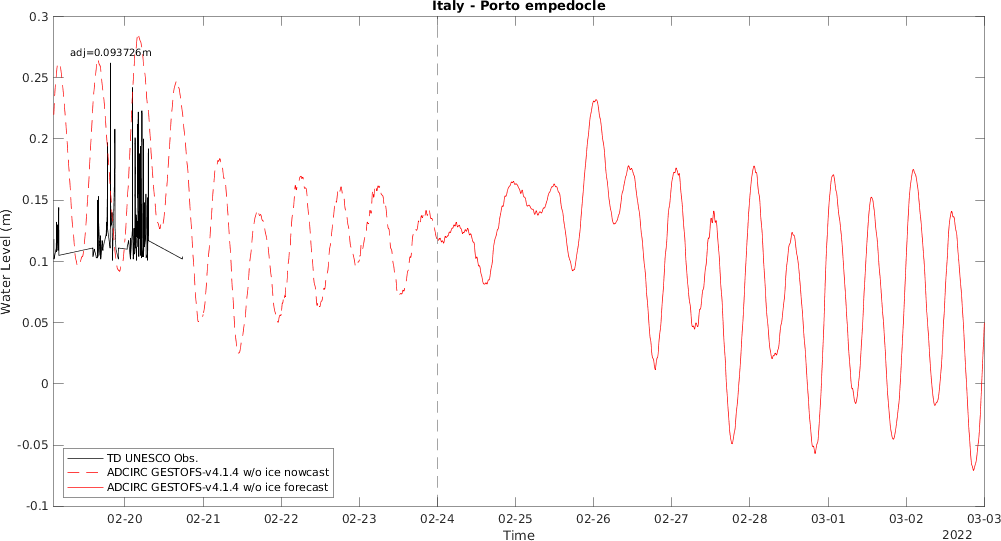 Italy - Porto empedocle
adj=0.093726m
Water Level (m)
0.3
0.25
0.2
0.15
0.1
0.05
0
-0.05
-0.1
TD UNESCO Obs.
ADCIRC GESTOFS-v4.1.4 w/o ice nowcast
ADCIRC GESTOFS-v4.1.4 w/o ice forecast
02-20 02-21 02-22 02-23 02-24 02-25 02-26 02-27 02-28 03-01 03-02 03-03
Time
2022